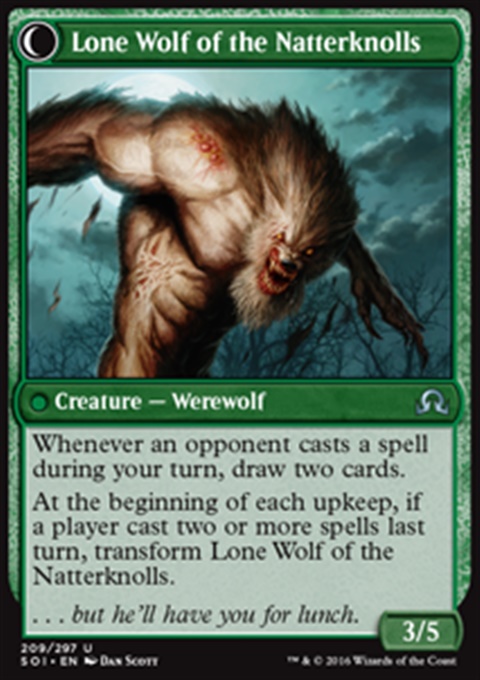 Lone Wolf of the Natterknolls
Creature — Werewolf
Whenever an opponent casts a spell
during your turn, draw two cards.
At the beginning of each upkeep, if
a player cast two or more spells last
turn, transform Lone Wolf of the
Natterknolls.
. . . but he'll have you for lunch.
3/5
209/297 U
SOI • EN Dan Scott
™ & © 2016 Wizards of the Coast